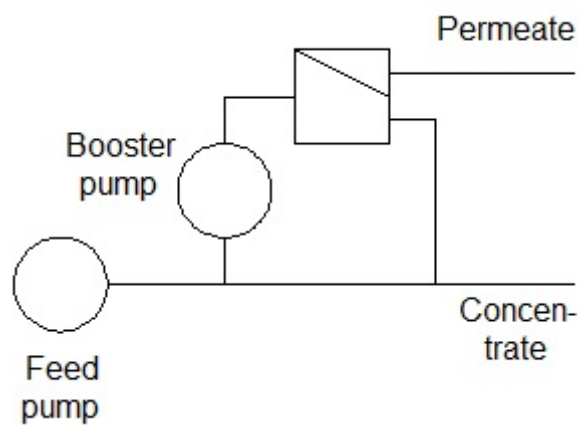 Permeate
Booster
pump
Concen-
trate
Feed
pump